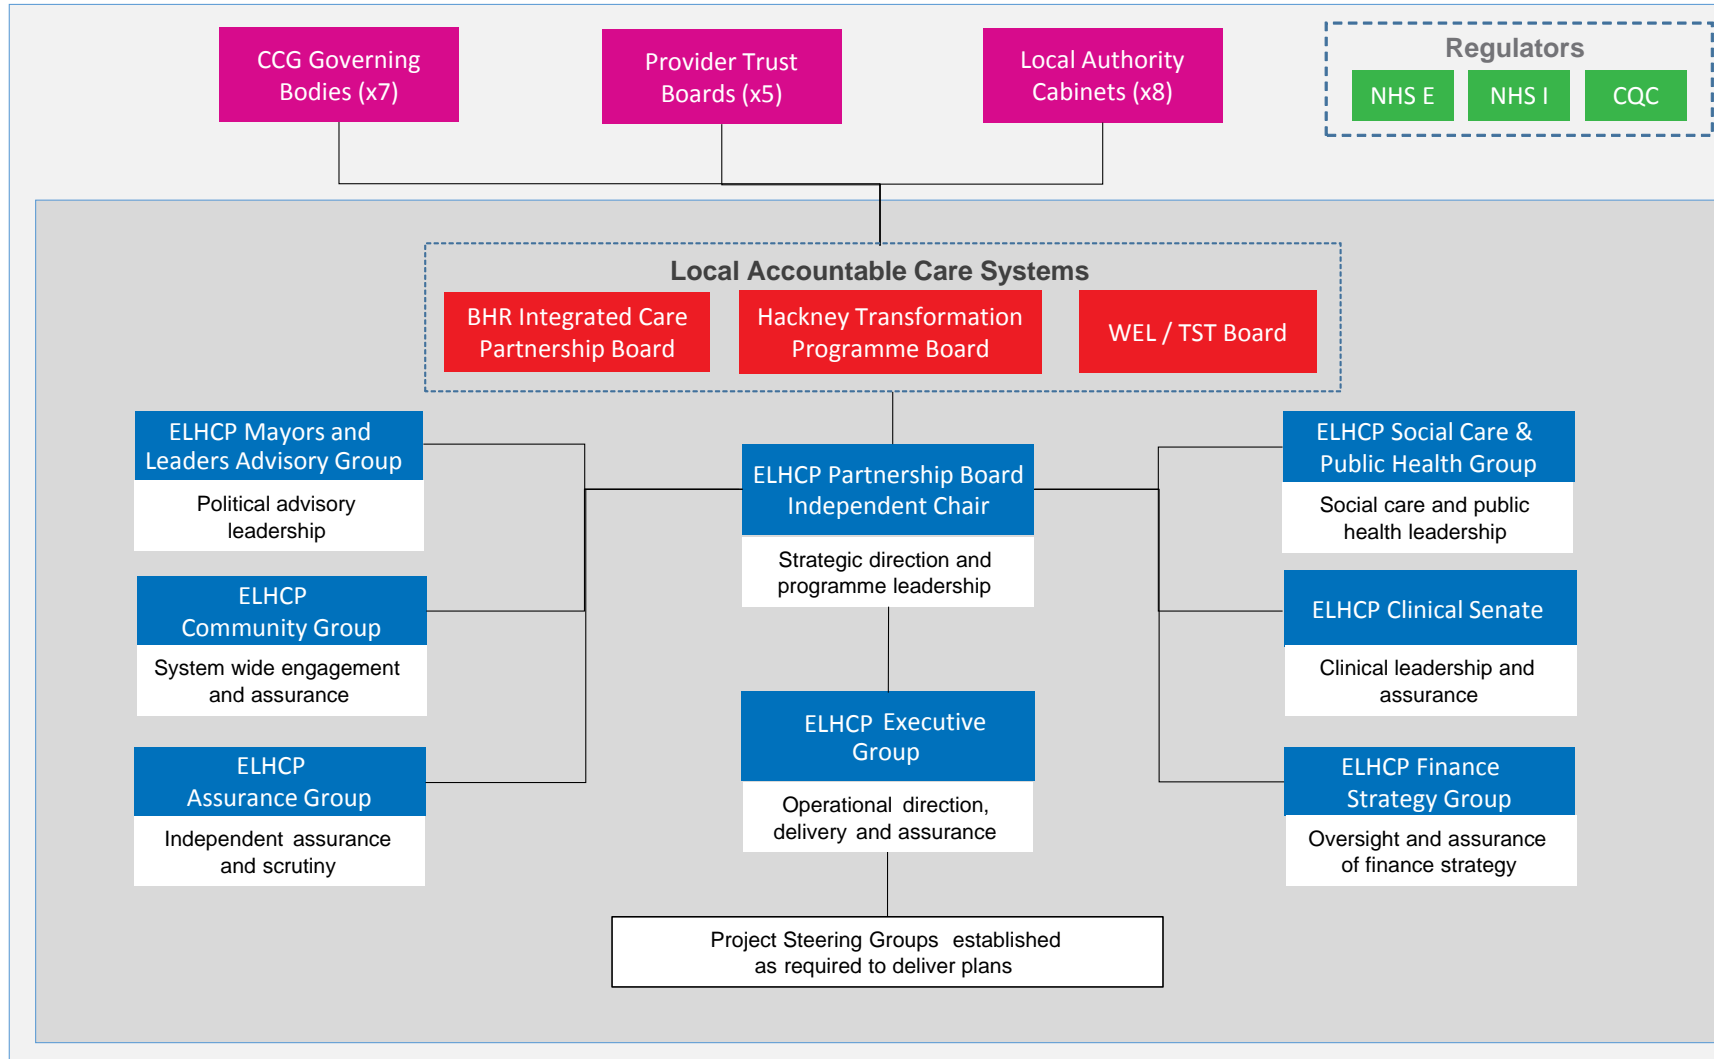 CCG Governing
Bodies (x7)
Provider Trust
Boards (x5)
Local Authority
Cabinets (x8)
Regulators
NHS E
NHS I
CQC
Local Accountable Care Systems
BHR Integrated Care
Partnership Board
Hackney Transformation
Programme Board
WEL / TST Board
ELHCP Mayors and
Leaders Advisory Group
Political advisory
leadership
ELHCP
Community Group
System wide engagement
and assurance
ELHCP
Assurance Group
Independent assurance
and scrutiny
ELHCP Partnership Board
Independent Chair
Strategic direction and
programme leadership
ELHCP Executive
Group
Operational direction,
delivery and assurance
Project Steering Groups established
as required to deliver plans
ELHCP Social Care &
Public Health Group
Social care and public
health leadership
ELHCP Clinical Senate
Clinical leadership and
assurance
ELHCP Finance
Strategy Group
Oversight and assurance
of finance strategy